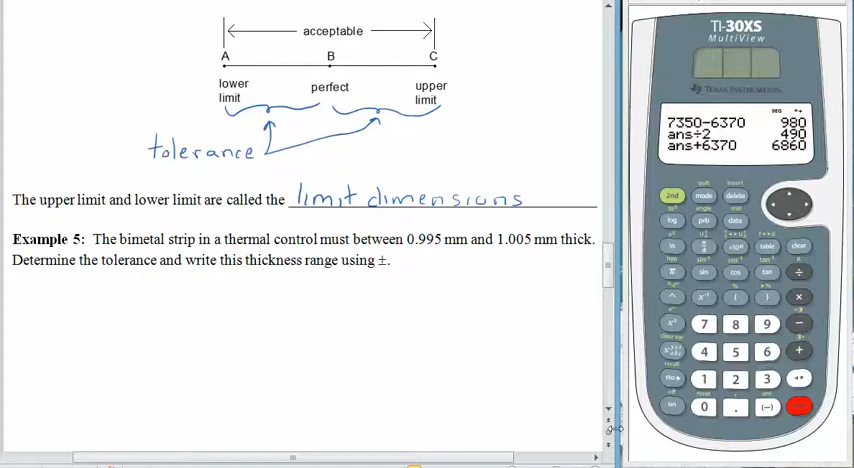 acceptable
A B C
lower limit
perfect
upper limit
tolerance
The upper limit and lower limit are called the limit dimensions
Example 5: The bimetal strip in a thermal control must between 0.995 mm and 1.005 mm thick.
Determine the tolerance and write this thickness range using ±.
TI-30XS
MultiView
TEXAS INSTRUMENTS
DEG
7350-6370 980
ans÷2 490
ans+6370 6860
quit insert
2nd mode delete
log prb data
ln table clear
π sin cos tan ÷
^ x⁻¹ ( ) ×
x² 7 8 9 −
4 5 6 +
recall
sto▸ 1 2 3
off reset
on 0 . (−)